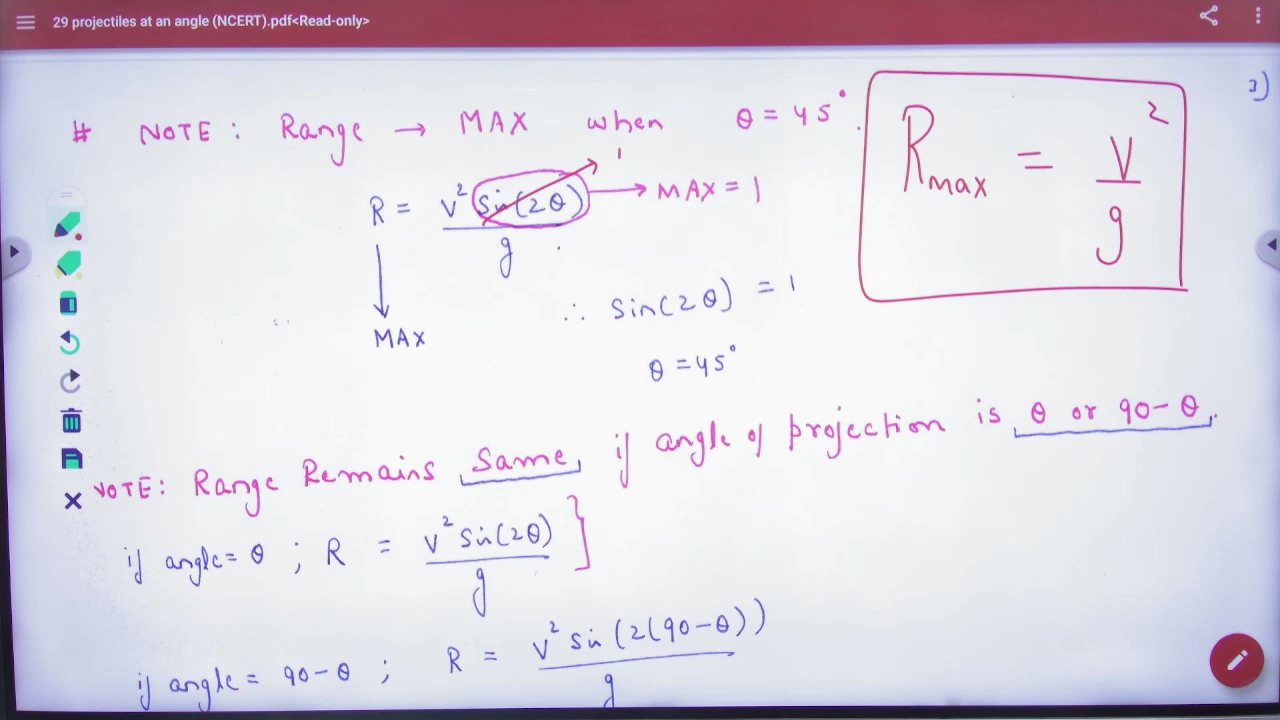 29 projectiles at an angle (NCERT).pdf<Read-only>
3)
# NOTE: Range → MAX when θ = 45°.
R = v² Sin(2θ) / g → MAX = 1
1
MAX
∴ Sin(2θ) = 1
θ = 45°
Rmax = v² / g
NOTE: Range Remains Same, if angle of projection is θ or 90-θ.
if angle = θ ; R = v² Sin(2θ) / g }
if angle = 90-θ ; R = v² sin (2(90-θ)) / g